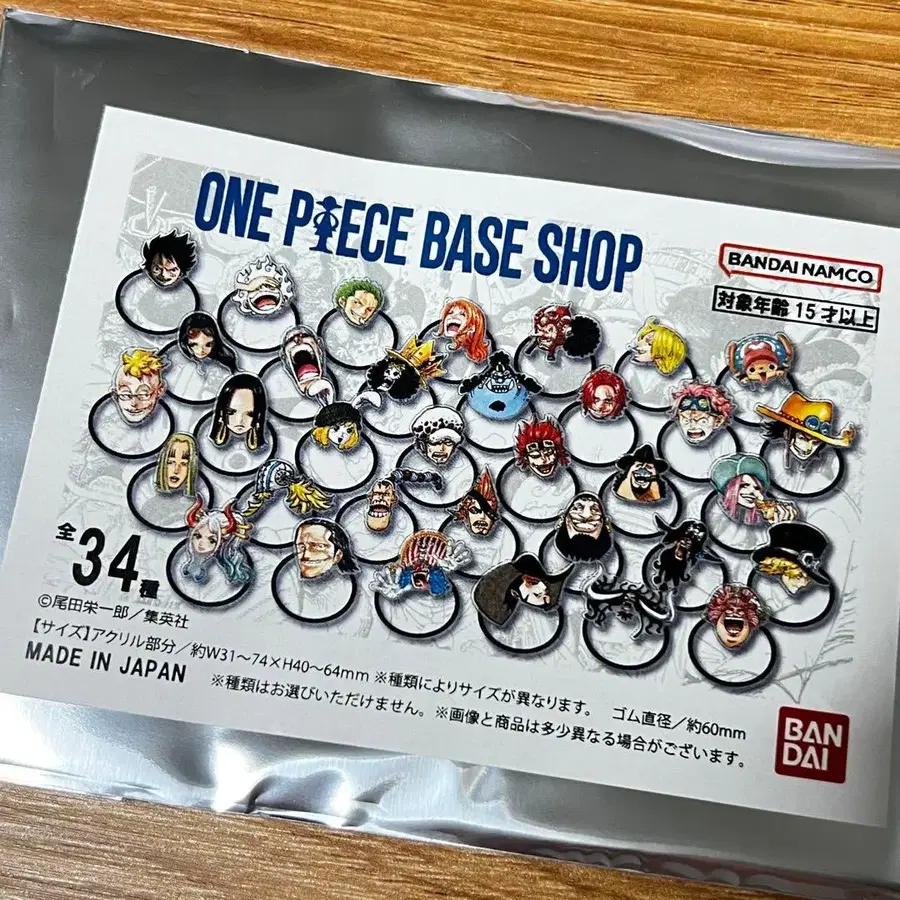 ONE PIECE BASE SHOP
BANDAI NAMCO
対象年齢15才以上
全34種
©尾田栄一郎/集英社
【サイズ】アクリル部分/約W31~74×H40~64mm ※種類によりサイズが異なります。 ゴム直径/約60mm
MADE IN JAPAN
※種類はお選びいただけません。※画像と商品は多少異なる場合がございます。
BAN
DAI